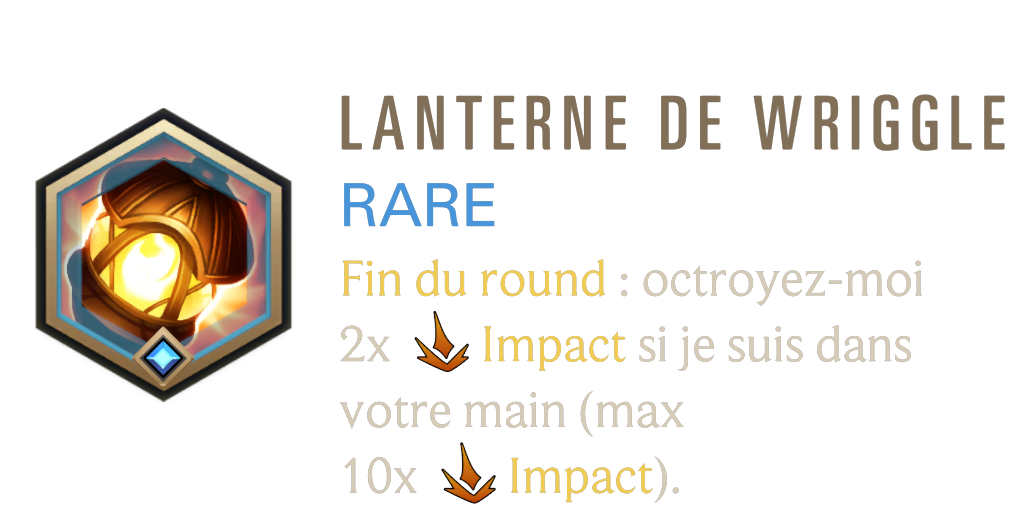 LANTERNE DE WRIGGLE
RARE
Fin du round : octroyez-moi
2x Impact si je suis dans
votre main (max
10x Impact).